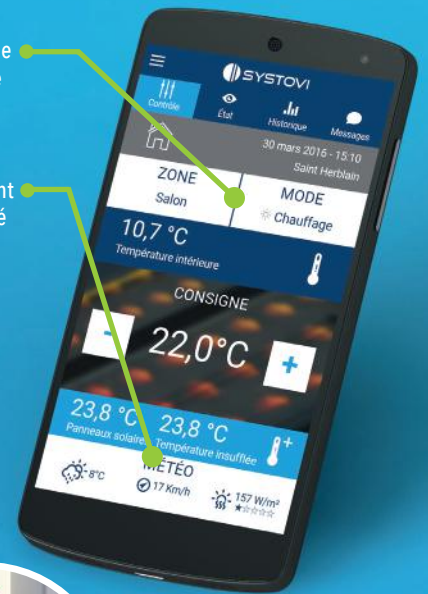 e
e
nt
é
SYSTOVI
Contrôle État Historique Messages
30 mars 2016 - 15:10
Saint Herblain
ZONE MODE
Salon Chauffage
10,7 °C
Température intérieure
CONSIGNE
- 22,0°C +
23,8 °C 23,8 °C
Panneaux solaires Température insufflée
MÉTÉO
8°C 17 Km/h 157 W/m²